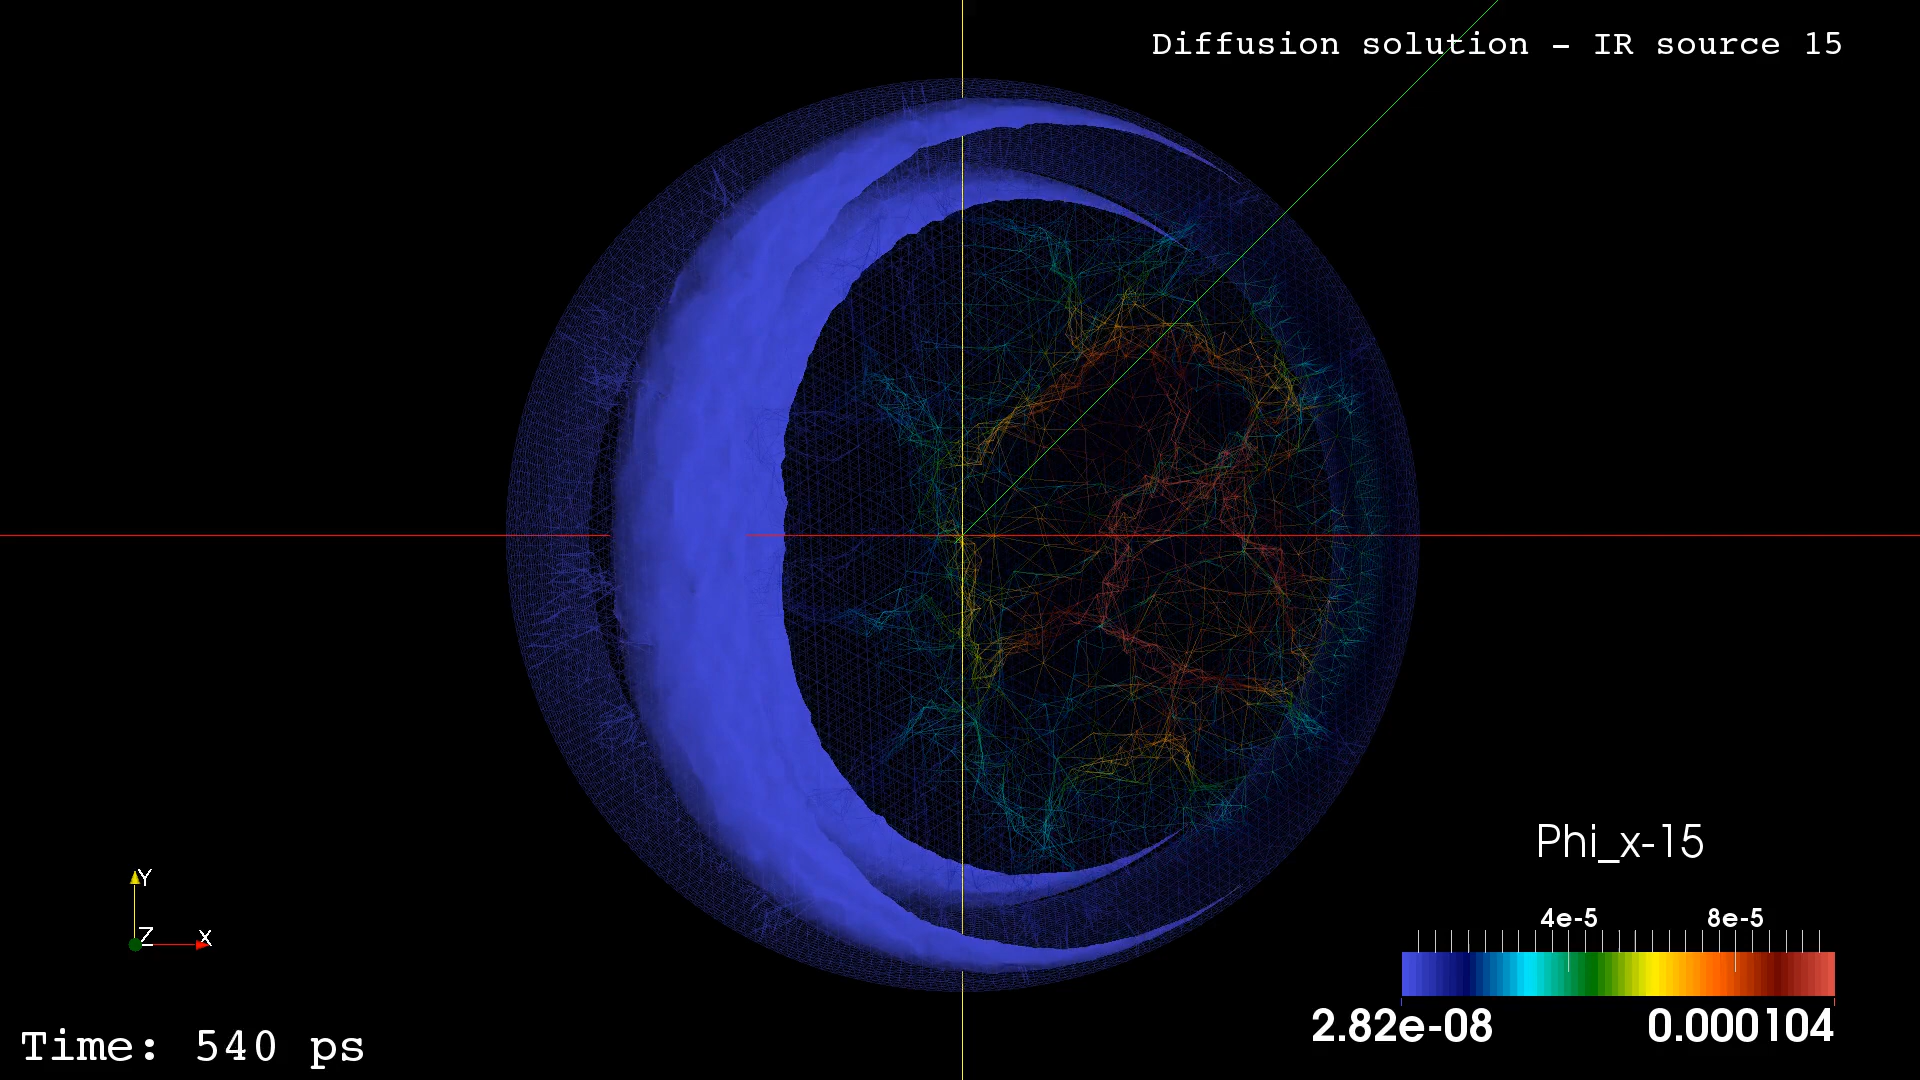 Diffusion solution - IR source 15
Phi_x-15
4e-5 8e-5
2.82e-08 0.000104
Y
Z X
Time: 540 ps